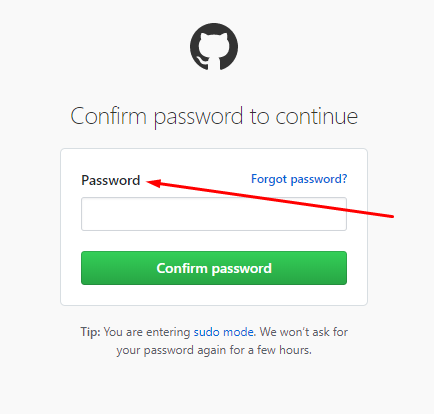 Confirm password to continue
Password
Forgot password?
Confirm password
Tip: You are entering sudo mode. We won’t ask for
your password again for a few hours.